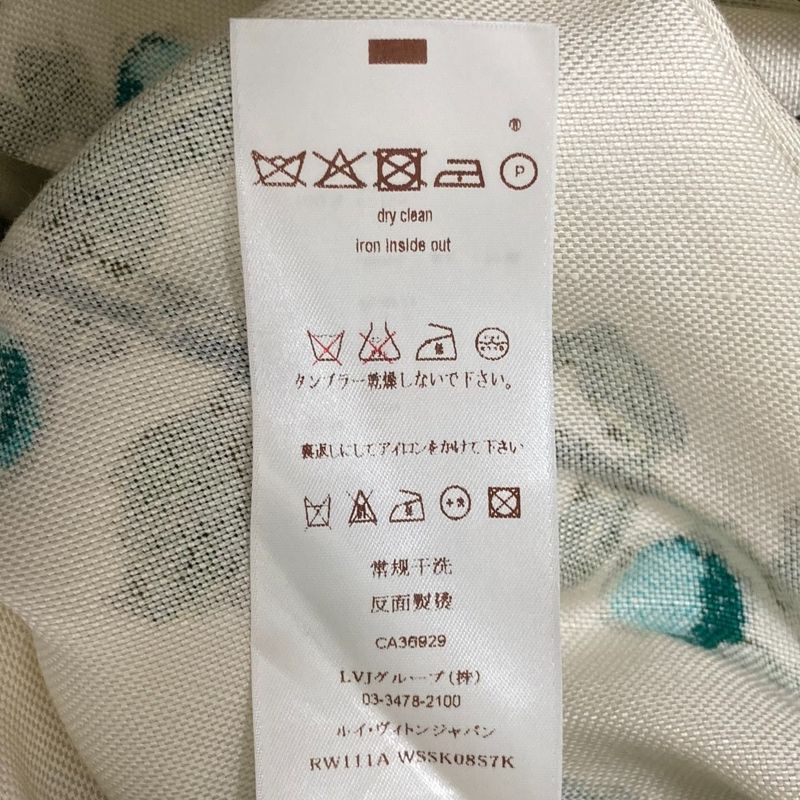 P
dry clean
iron inside out
タンブラー乾燥しないで下さい。
裏返しにしてアイロンをかけて下さい
常规干洗
反面熨烫
CA36929
LVJグループ(株)
03-3478-2100
ルイ・ヴィトンジャパン
RW111A WSSK08S7K